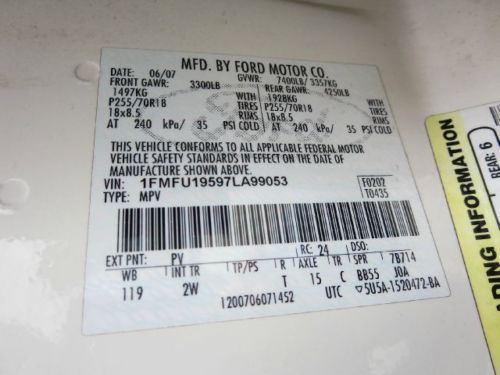 MFD. BY FORD MOTOR CO.
DATE: 06/07 GVWR: 7400LB/ 3357KG
FRONT GAWR: 3300LB REAR GAWR: 4250LB
1497KG WITH 1928KG WITH
P255/70R18 TIRES P255/70R18 TIRES
18x8.5 RIMS 18x8.5 RIMS
AT 240 kPa/ 35 PSI COLD AT 240 kPa/ 35 PSI COLD
THIS VEHICLE CONFORMS TO ALL APPLICABLE FEDERAL MOTOR
VEHICLE SAFETY STANDARDS IN EFFECT ON THE DATE OF
MANUFACTURE SHOWN ABOVE.
VIN: 1FMFU19597LA99053 F0202
TYPE: MPV T0435
EXT PNT: PV RC: 24 DSO:
WB INT TR TP/PS R AXLE TR SPR 7B714
119 2W T 15 C BB55 J0A
1200706071452 UTC ▽5U5A-1520472-BA
ADING INFORMATION
REAR: 6